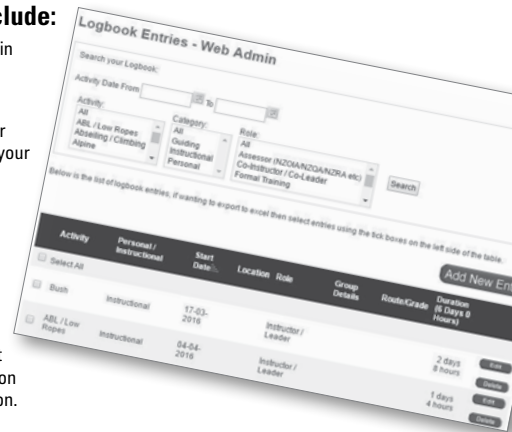 clude:
in
r
your
t
on
on.
Logbook Entries - Web Admin
Search your Logbook:
Activity Date From To
Activity: Category: Role:
All All All
ABL / Low Ropes Guiding Assessor (NZOIA/NZQA/NZRA etc)
Abseiling / Climbing Instructional Co-Instructor / Co-Leader
Alpine Personal Formal Training
Search
Below is the list of logbook entries, if wanting to export to excel then select entries using the tick boxes on the left side of the table.
Add New Ent
Activity Personal / Instructional Start Date Location Role Group Details Route/Grade Duration (6 Days 0 Hours)
Select All
Bush Instructional 17-03-2016 Instructor / Leader 2 days 8 hours Edit Delete
ABL / Low Ropes Instructional 04-04-2016 Instructor / Leader 1 days 4 hours Edit Delete